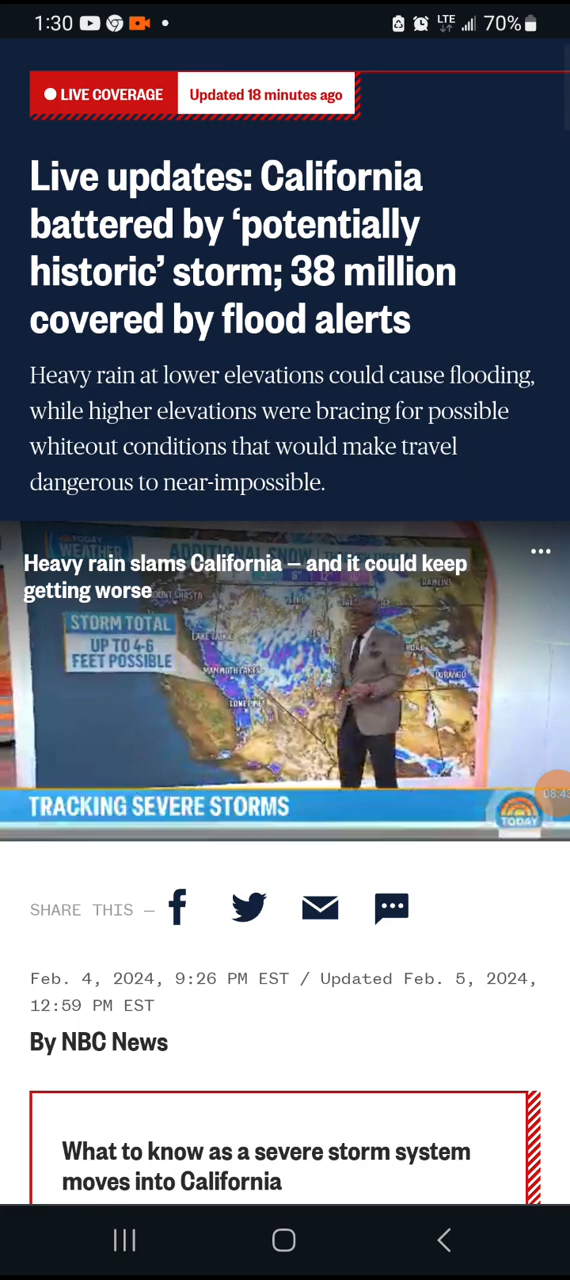 1:30
LTE 70%
LIVE COVERAGE Updated 18 minutes ago
Live updates: California
battered by ‘potentially
historic’ storm; 38 million
covered by flood alerts
Heavy rain at lower elevations could cause flooding,
while higher elevations were bracing for possible
whiteout conditions that would make travel
dangerous to near-impossible.
TODAY
WEATHER ADDITIONAL SNOW
Heavy rain slams California — and it could keep
getting worse
STORM TOTAL
UP TO 4-6
FEET POSSIBLE
MAMMOTH LAKES
DURANGO
TRACKING SEVERE STORMS
TODAY
SHARE THIS —
Feb. 4, 2024, 9:26 PM EST / Updated Feb. 5, 2024,
12:59 PM EST
By NBC News
What to know as a severe storm system
moves into California